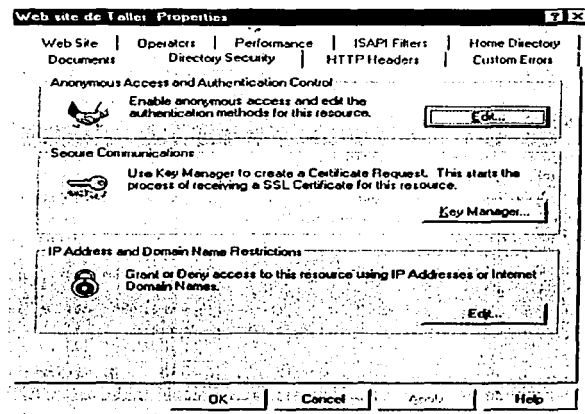 Web site de Taller Properties
Web Site Operators Performance ISAPI Filters Home Directory
Documents Directory Security HTTP Headers Custom Errors
Anonymous Access and Authentication Control
Enable anonymous access and edit the
authentication methods for this resource.
Edit...
Secure Communications
Use Key Manager to create a Certificate Request. This starts the
process of receiving a SSL Certificate for this resource.
Key Manager...
IP Address and Domain Name Restrictions
Grant or Deny access to this resource using IP Addresses or Internet
Domain Names.
Edit...
OK Cancel Apply Help